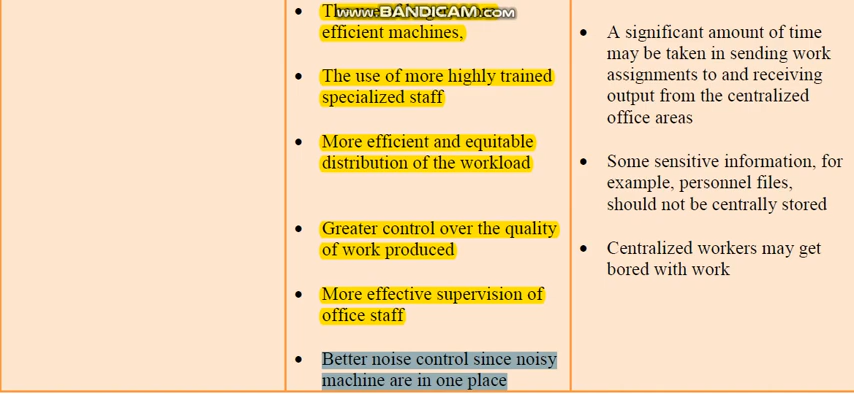 www.BANDICAM.com
efficient machines,
The use of more highly trained
specialized staff
More efficient and equitable
distribution of the workload
Greater control over the quality
of work produced
More effective supervision of
office staff
Better noise control since noisy
machine are in one place
A significant amount of time
may be taken in sending work
assignments to and receiving
output from the centralized
office areas
Some sensitive information, for
example, personnel files,
should not be centrally stored
Centralized workers may get
bored with work